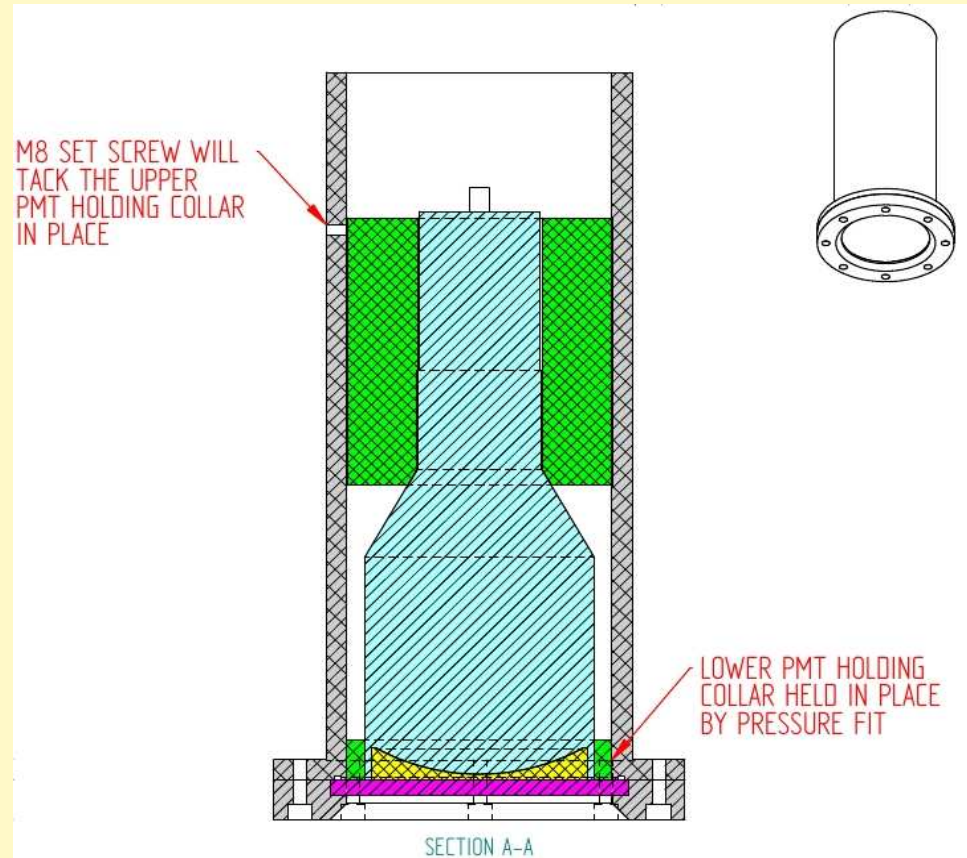 M8 SET SCREW WILL
TACK THE UPPER
PMT HOLDING COLLAR
IN PLACE
LOWER PMT HOLDING
COLLAR HELD IN PLACE
BY PRESSURE FIT
SECTION A-A